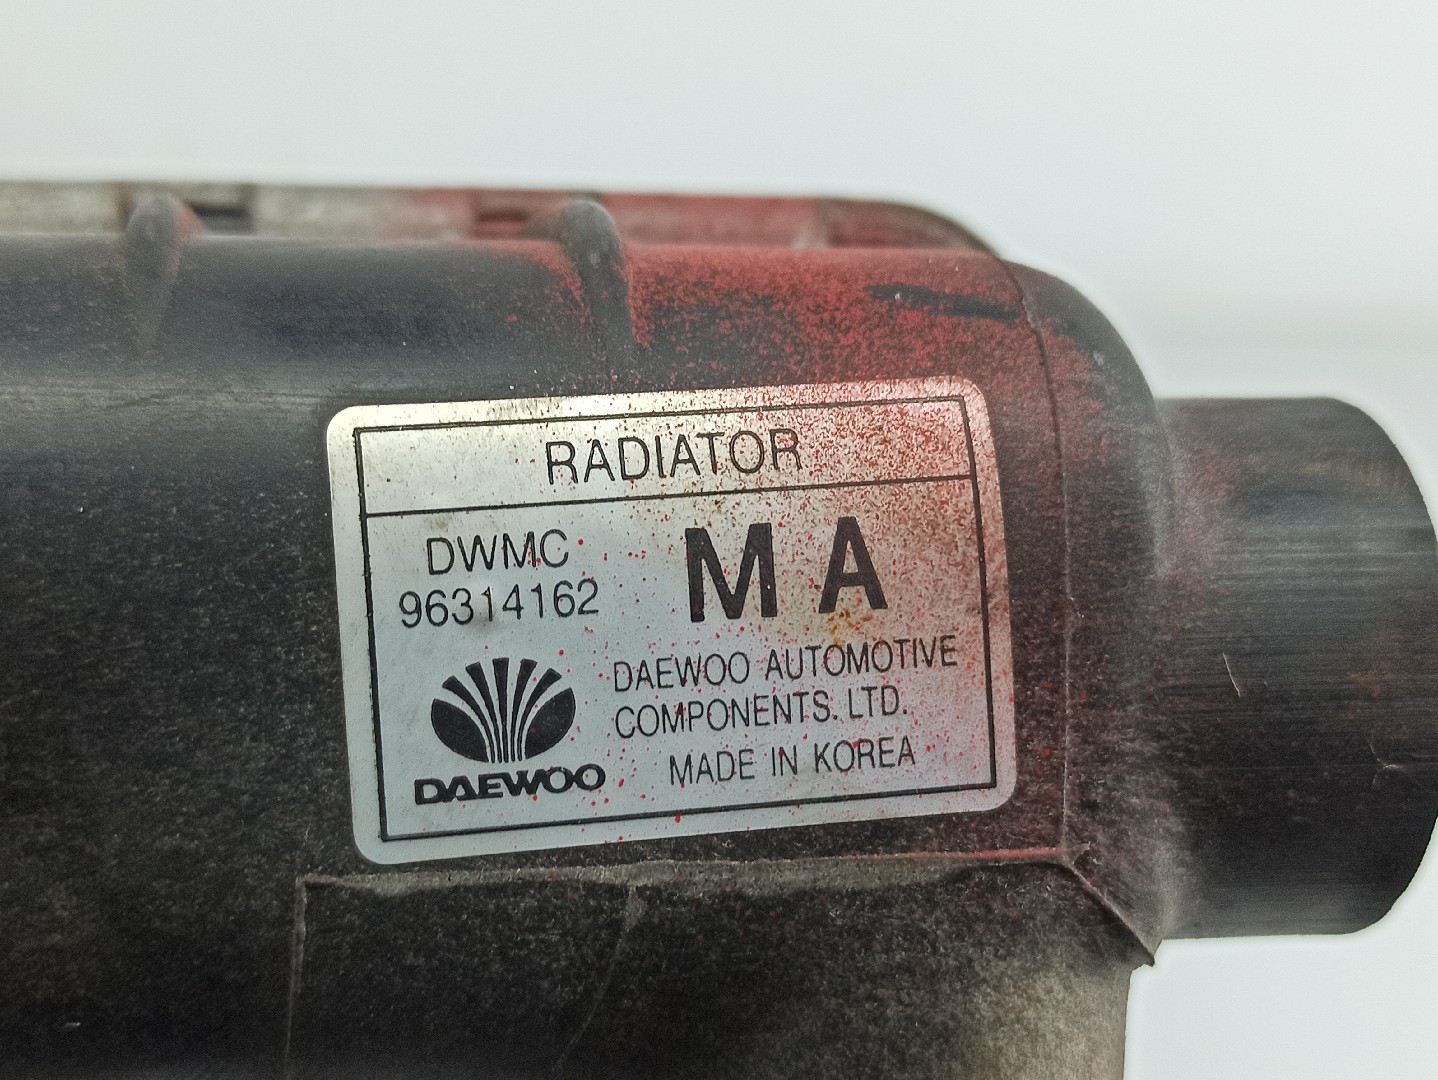 RADIATOR
DWMC
96314162
MA
DAEWOO AUTOMOTIVE
COMPONENTS. LTD.
MADE IN KOREA
DAEWOO